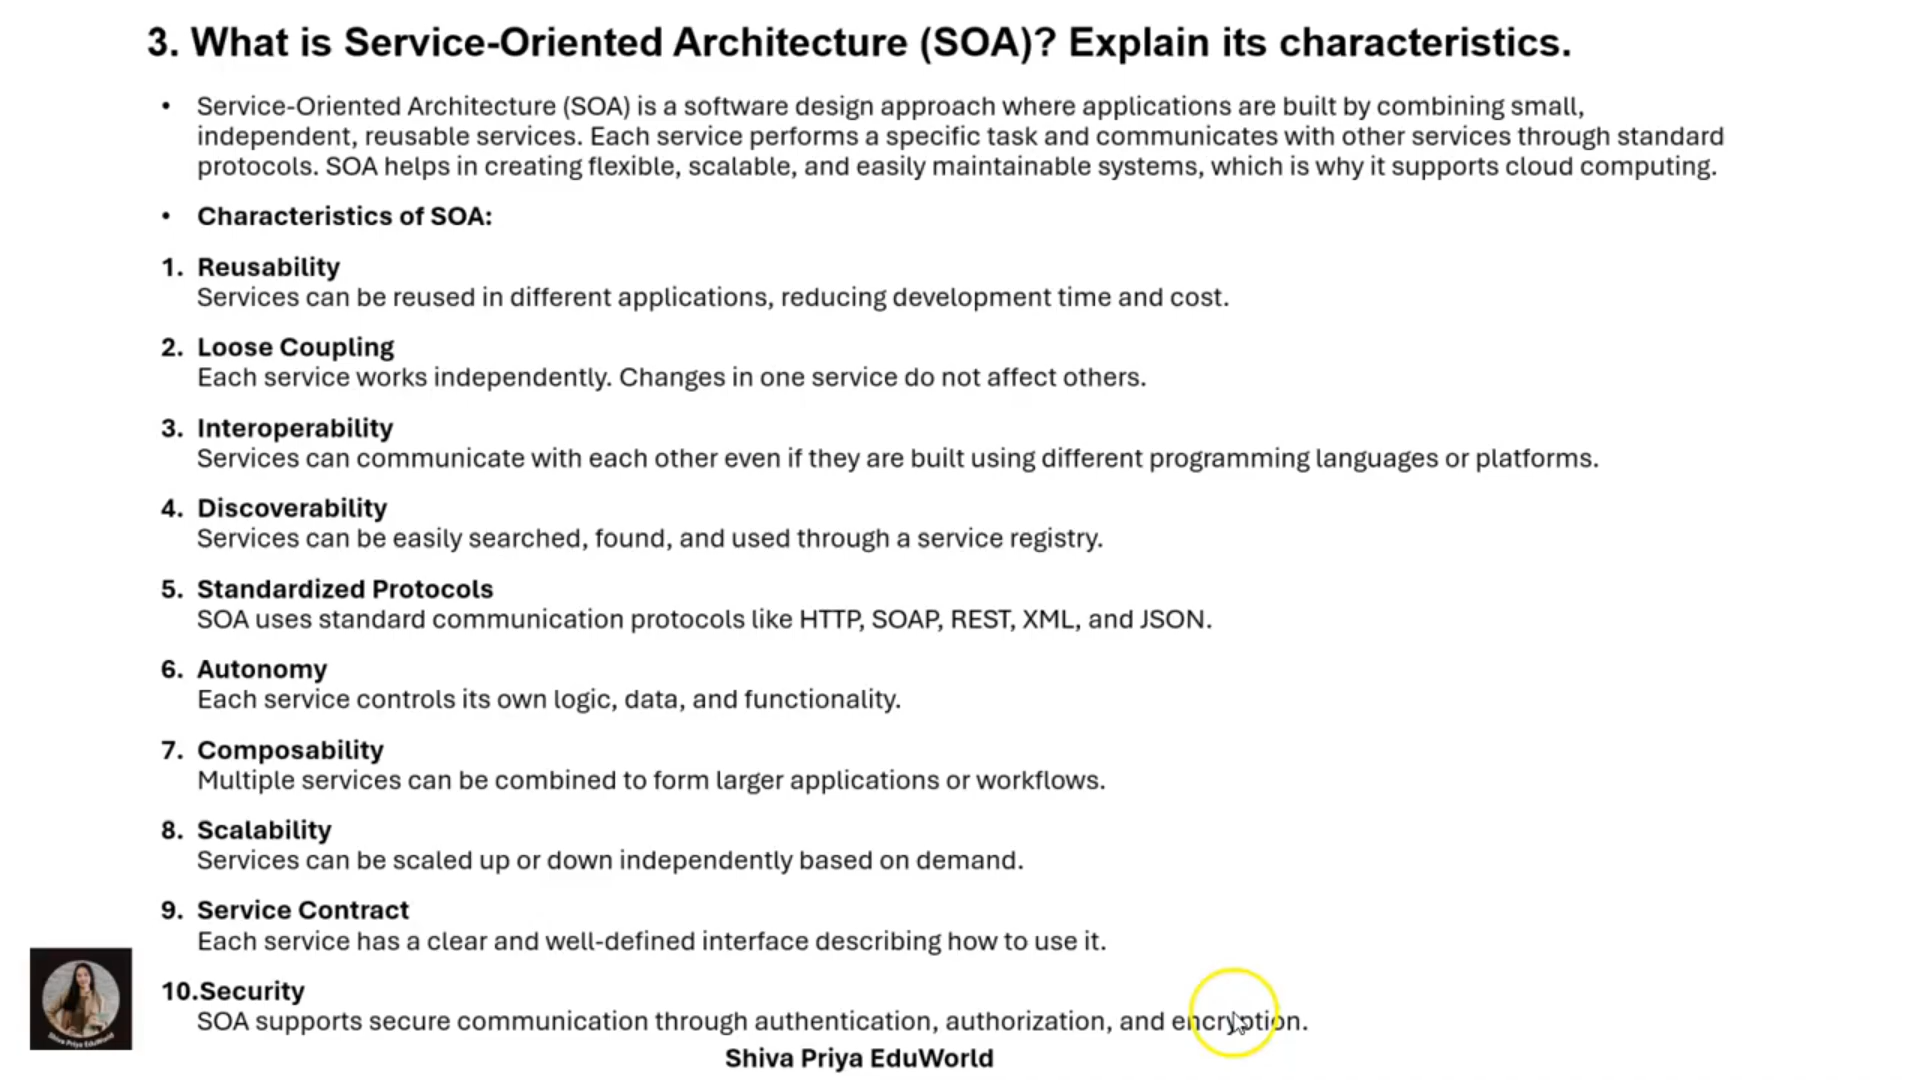 3. What is Service-Oriented Architecture (SOA)? Explain its characteristics.
• Service-Oriented Architecture (SOA) is a software design approach where applications are built by combining small,
independent, reusable services. Each service performs a specific task and communicates with other services through standard
protocols. SOA helps in creating flexible, scalable, and easily maintainable systems, which is why it supports cloud computing.
• Characteristics of SOA:
1. Reusability
Services can be reused in different applications, reducing development time and cost.
2. Loose Coupling
Each service works independently. Changes in one service do not affect others.
3. Interoperability
Services can communicate with each other even if they are built using different programming languages or platforms.
4. Discoverability
Services can be easily searched, found, and used through a service registry.
5. Standardized Protocols
SOA uses standard communication protocols like HTTP, SOAP, REST, XML, and JSON.
6. Autonomy
Each service controls its own logic, data, and functionality.
7. Composability
Multiple services can be combined to form larger applications or workflows.
8. Scalability
Services can be scaled up or down independently based on demand.
9. Service Contract
Each service has a clear and well-defined interface describing how to use it.
10.Security
SOA supports secure communication through authentication, authorization, and encryption.
Shiva Priya EduWorld
Shiva Priya EduWorld